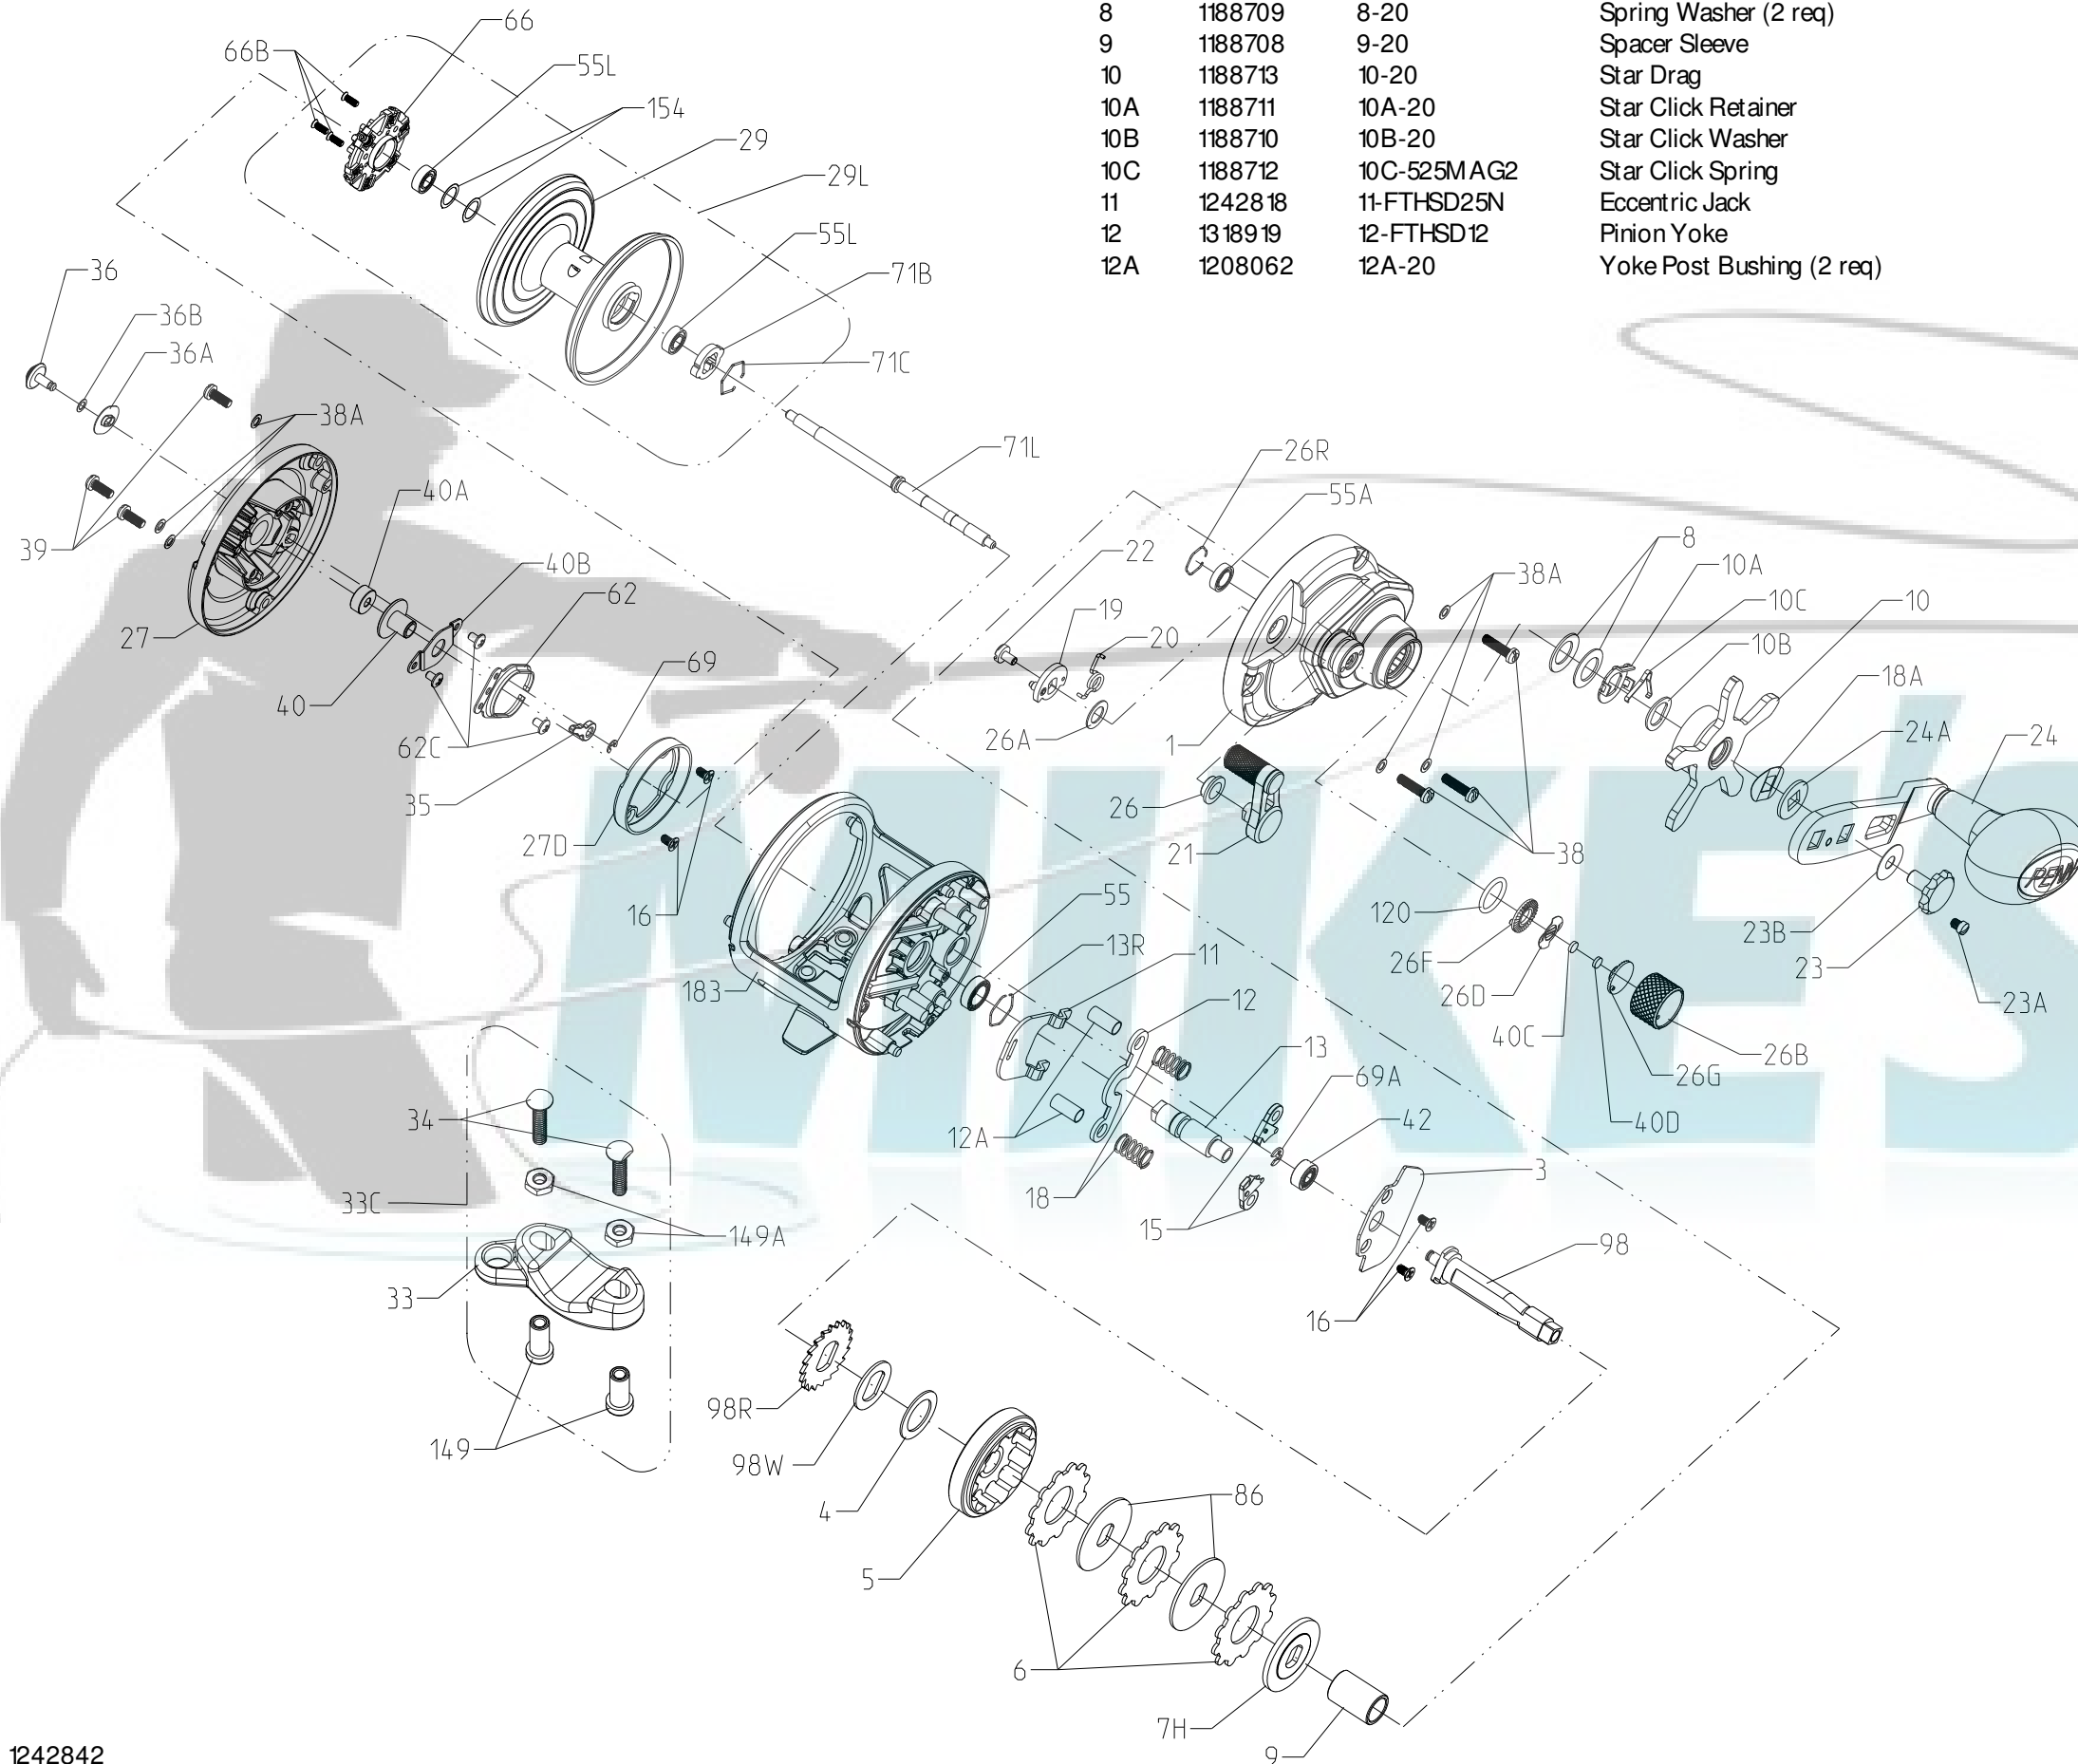 8 1188709 8-20 Spring Washer (2 req)
9 1188708 9-20 Spacer Sleeve
10 1188713 10-20 Star Drag
10A 1188711 10A-20 Star Click Retainer
10B 1188710 10B-20 Star Click Washer
10C 1188712 10C-525MAG2 Star Click Spring
11 1242818 11-FTHSD25N Eccentric Jack
12 1318919 12-FTHSD12 Pinion Yoke
12A 1208062 12A-20 Yoke Post Bushing (2 req)
66
66B
55L
154
29
29L
55L
71B
71C
36
36B
36A
38A
71L
26R
55A
40A
39
40B
22
8
10A
38A
10C
10
62
19
20
10B
27
69
18A
40
26A
1
24A
24
62C
35
26
27D
21
38
PENN
MIKE'S
16
55
120
13R
11
26F
23B
23
183
26D
12
23A
40C
13
26B
69A
26G
34
12A
42
40D
3
33C
18
15
149A
98
33
16
98R
149
98W
4
86
5
6
7H
9
1242842